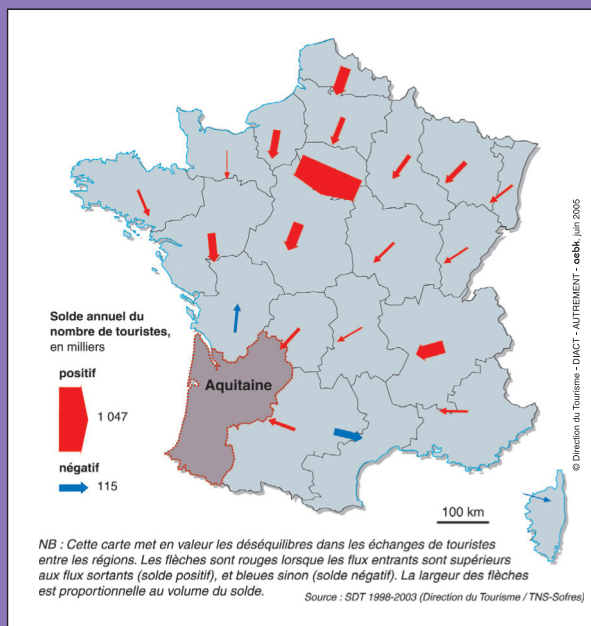 Aquitaine
Solde annuel du
nombre de touristes,
en milliers
positif
1 047
négatif
115
100 km
© Direction du Tourisme - DIACT - AUTREMENT - aebk, juin 2005
NB : Cette carte met en valeur les déséquilibres dans les échanges de touristes
entre les régions. Les flèches sont rouges lorsque les flux entrants sont supérieurs
aux flux sortants (solde positif), et bleues sinon (solde négatif). La largeur des flèches
est proportionnelle au volume du solde.
Source : SDT 1998-2003 (Direction du Tourisme / TNS-Sofres)